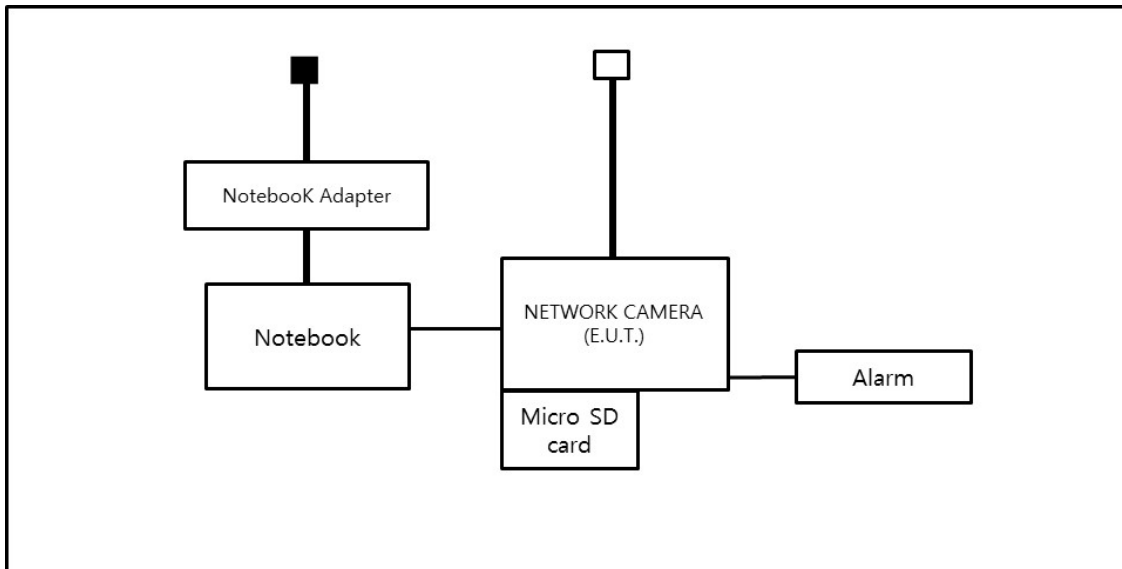 NotebooK Adapter
Notebook
NETWORK CAMERA
(E.U.T.)
Alarm
Micro SD
card